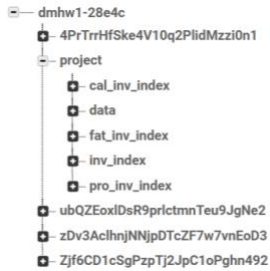 dmhw1-28e4c
4PrTrrHfSke4V10q2PlidMzzi0n1
project
cal_inv_index
data
fat_inv_index
inv_index
pro_inv_index
ubQZEoxlDsR9prlctmnTeu9JgNe2
zDv3AclhnjNNjpDTcZF7w7vnEoD3
Zjf6CD1cSgPzpTj2JpC1oPghn492